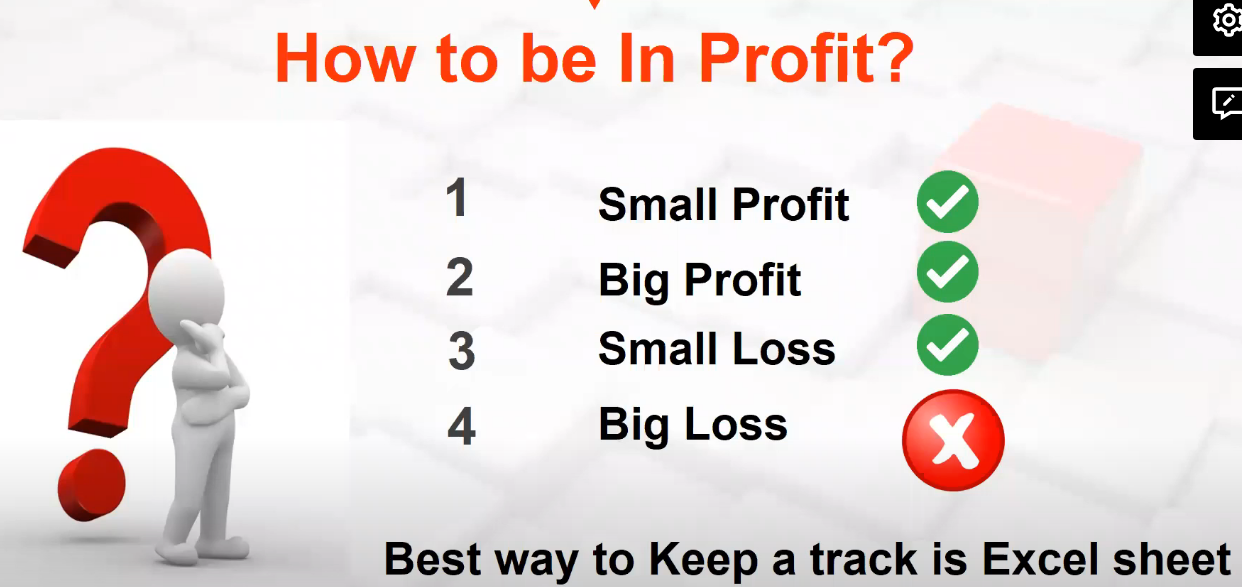 How to be In Profit?
1 Small Profit
2 Big Profit
3 Small Loss
4 Big Loss
Best way to Keep a track is Excel sheet